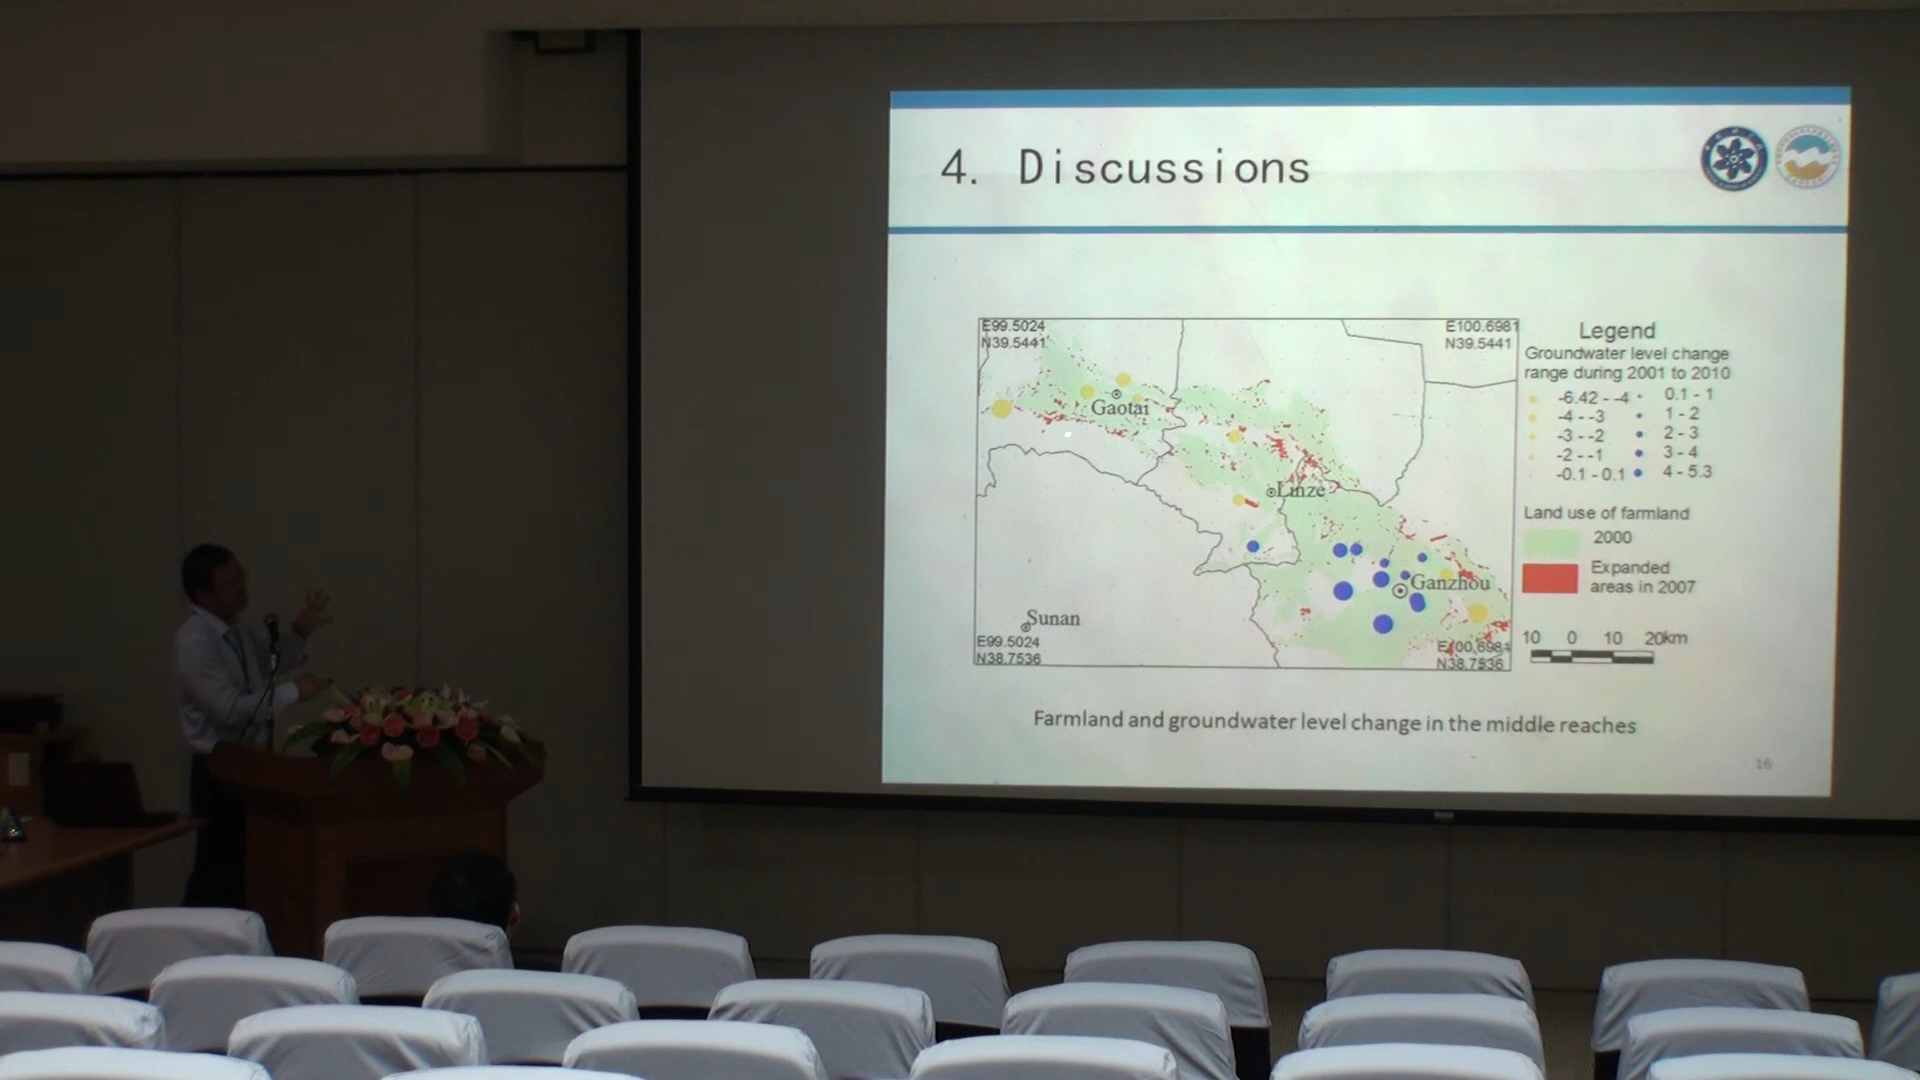 4. Discussions
E99.5024
N39.5441
E100.6981
N39.5441
Gaotai
Linze
Ganzhou
Sunan
E99.5024
N38.7536
E100.6981
N38.7536
Legend
Groundwater level change
range during 2001 to 2010
-6.42 - -4 0.1 - 1
-4 - -3 1 - 2
-3 - -2 2 - 3
-2 - -1 3 - 4
-0.1 - 0.1 4 - 5.3
Land use of farmland
2000
Expanded
areas in 2007
10 0 10 20km
Farmland and groundwater level change in the middle reaches
16